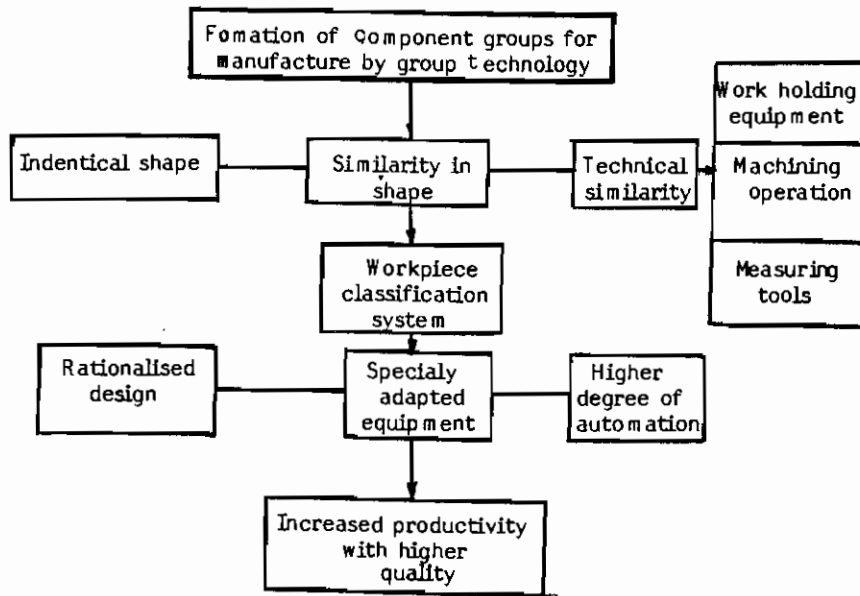 Fomation of Component groups for
manufacture by group technology
Work holding
equipment
Indentical shape
Similarity in
shape
Technical
similarity
Machining
operation
Workpiece
classification
system
Measuring
tools
Rationalised
design
Specialy
adapted
equipment
Higher
degree of
automation
Increased productivity
with higher
quality